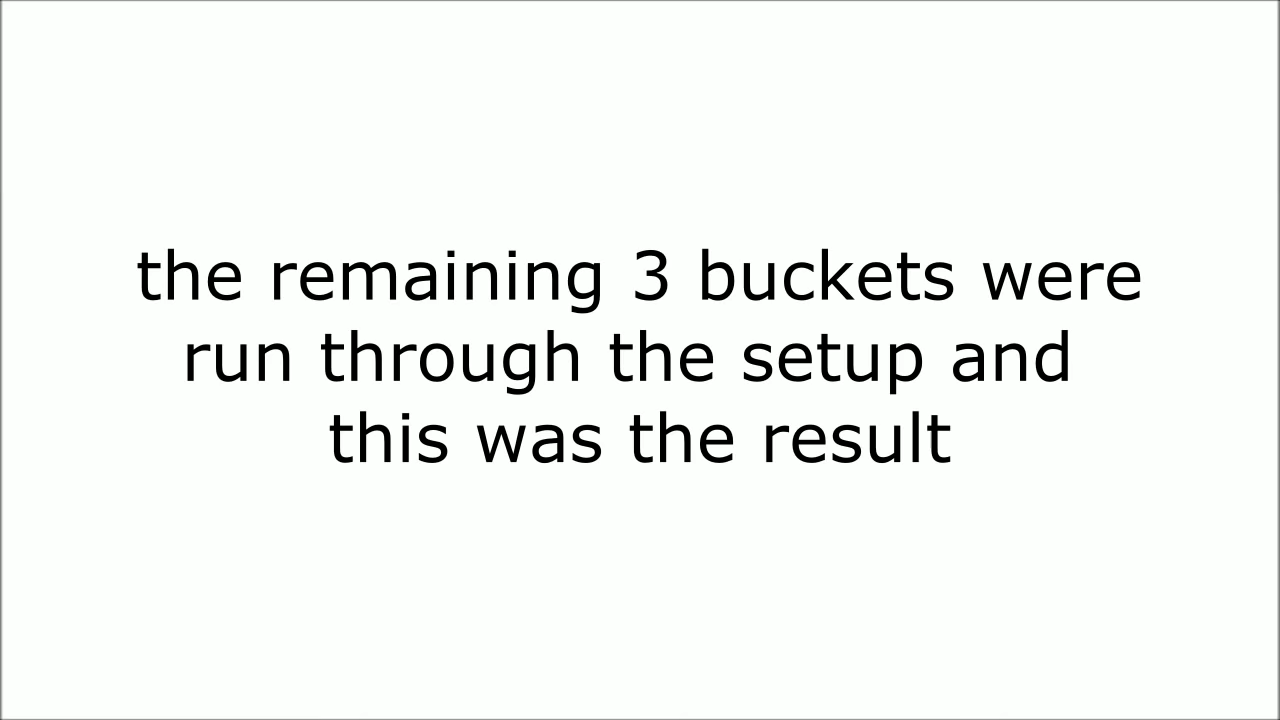 the remaining 3 buckets were
run through the setup and
this was the result